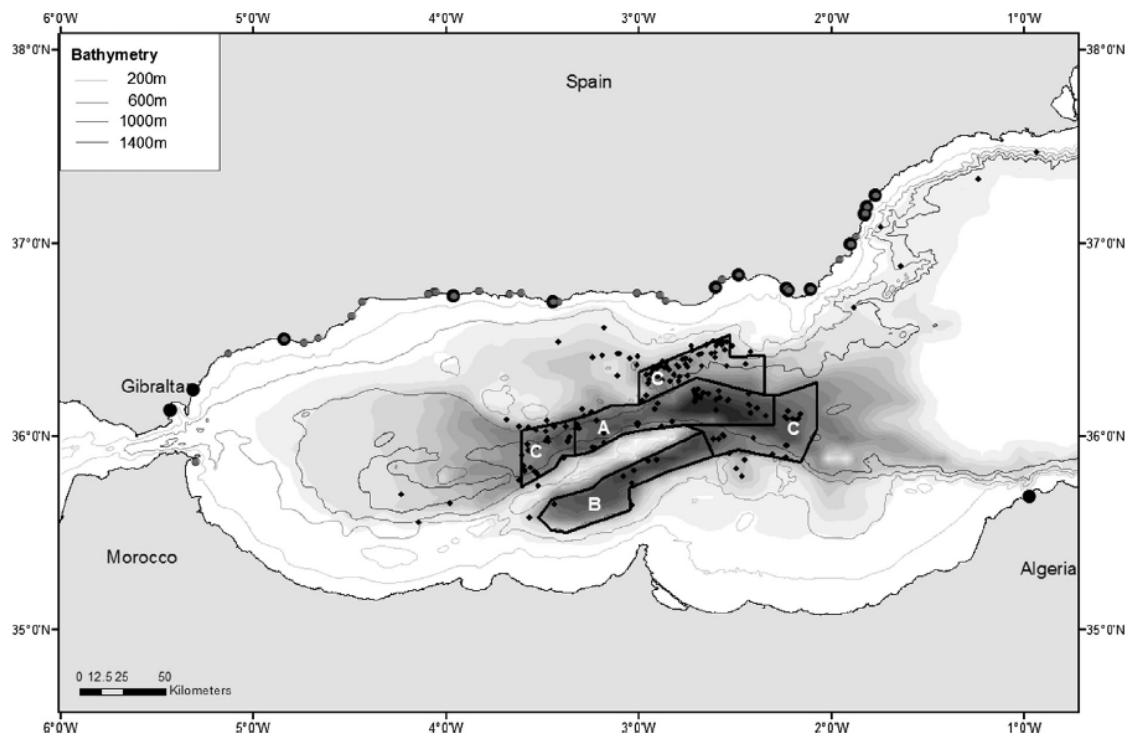 6°0'W 5°0'W 4°0'W 3°0'W 2°0'W 1°0'W
38°0'N 38°0'N
Bathymetry
200m
600m
1000m
1400m
Spain
37°0'N 37°0'N
Gibraltar
C
36°0'N A 36°0'N
C C
B
Morocco Algeria
35°0'N 35°0'N
0 12.5 25 50
Kilometers
6°0'W 5°0'W 4°0'W 3°0'W 2°0'W 1°0'W